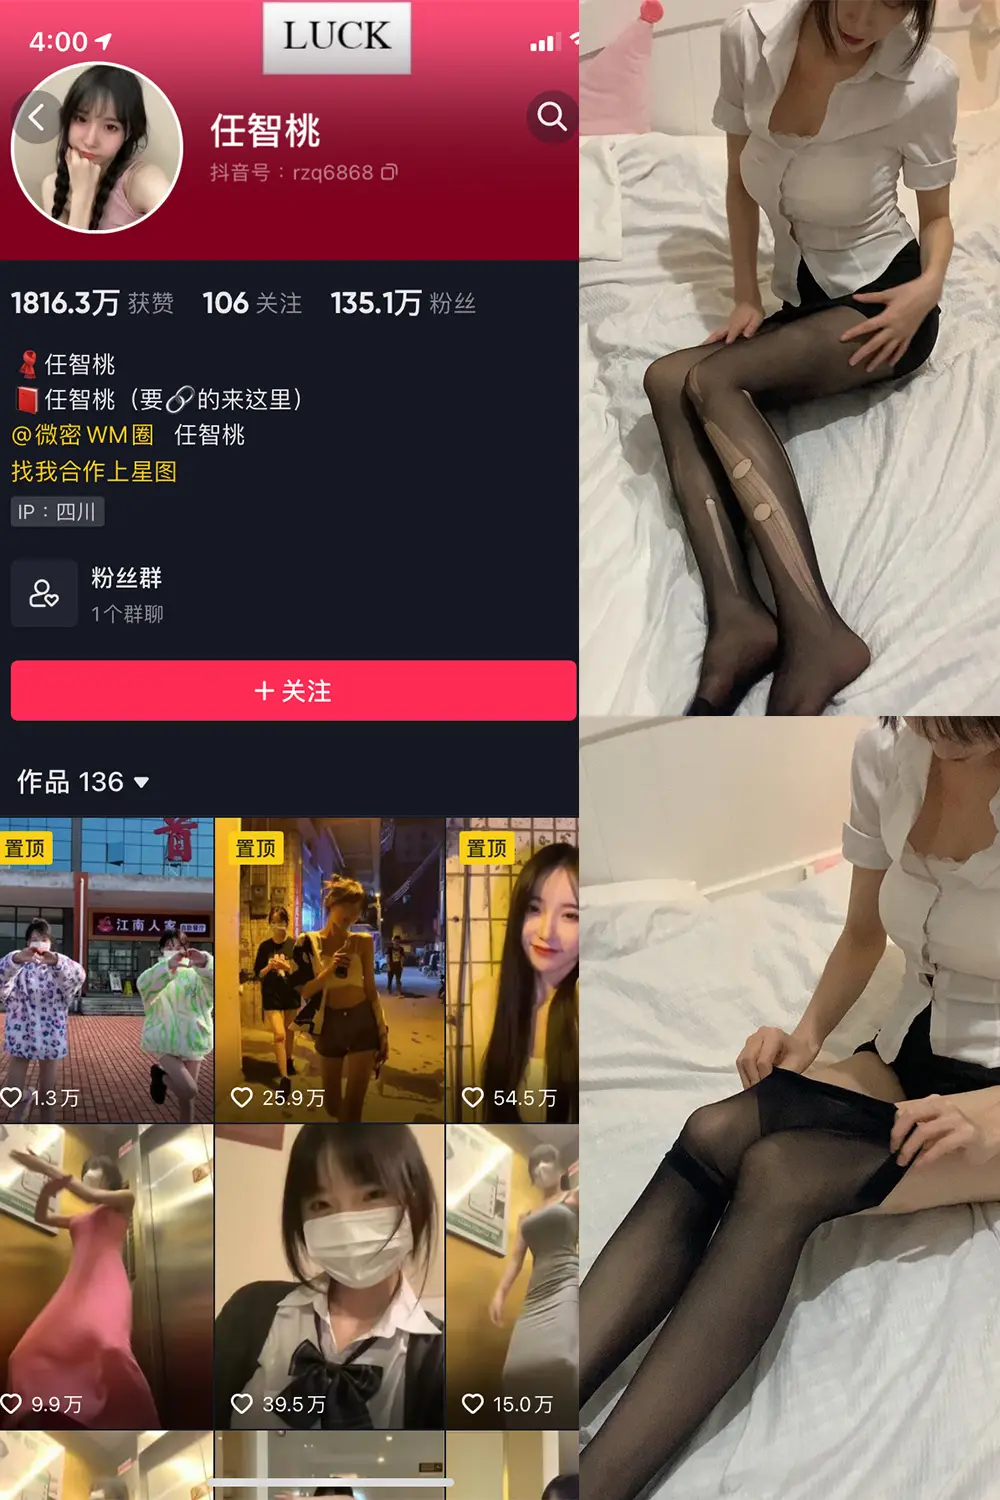 4:00
LUCK
任智桃
抖音号：rzq6868
1816.3万 获赞 106 关注 135.1万 粉丝
任智桃
任智桃（要🔗的来这里）
@微密 WM圈 任智桃
找我合作上星图
IP：四川
粉丝群
1个群聊
+ 关注
作品 136
置顶
置顶
置顶
江南人家
1.3万
25.9万
54.5万
9.9万
39.5万
15.0万